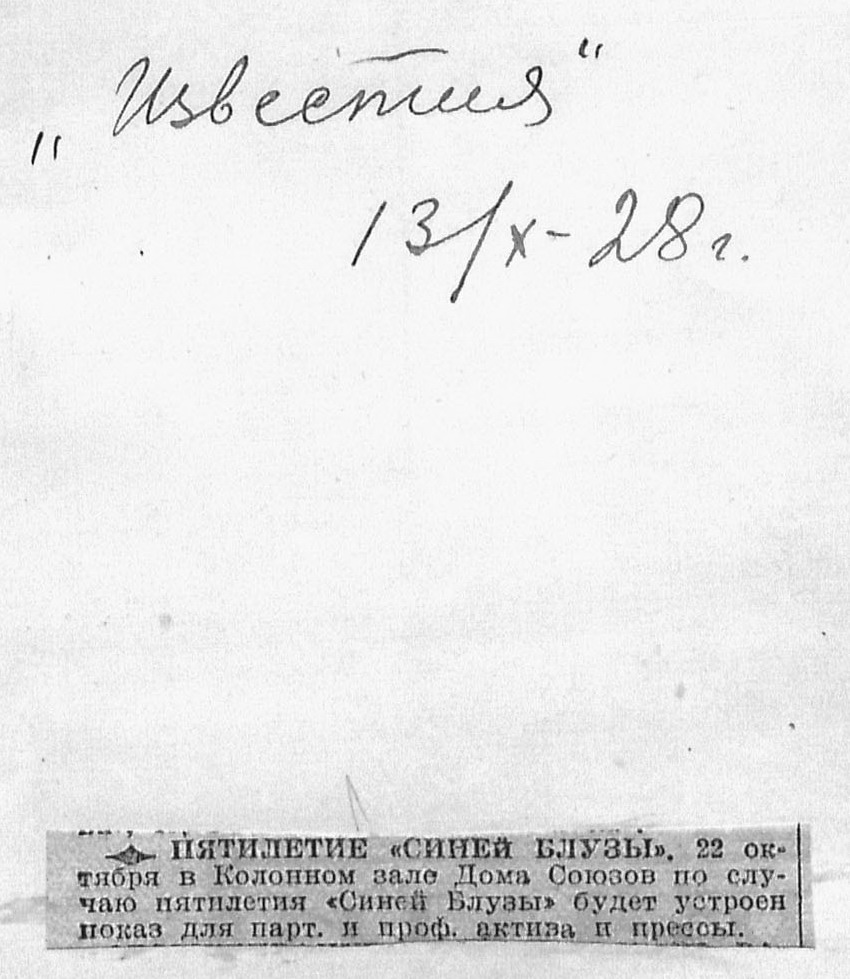 „Известия“
13/х-28 г.
ПЯТИЛЕТИЕ «СИНЕЙ БЛУЗЫ». 22 ок-
тября в Колонном зале Дома Союзов по слу-
чаю пятилетия «Синей Блузы» будет устроен
показ для парт. и проф. актива и прессы.